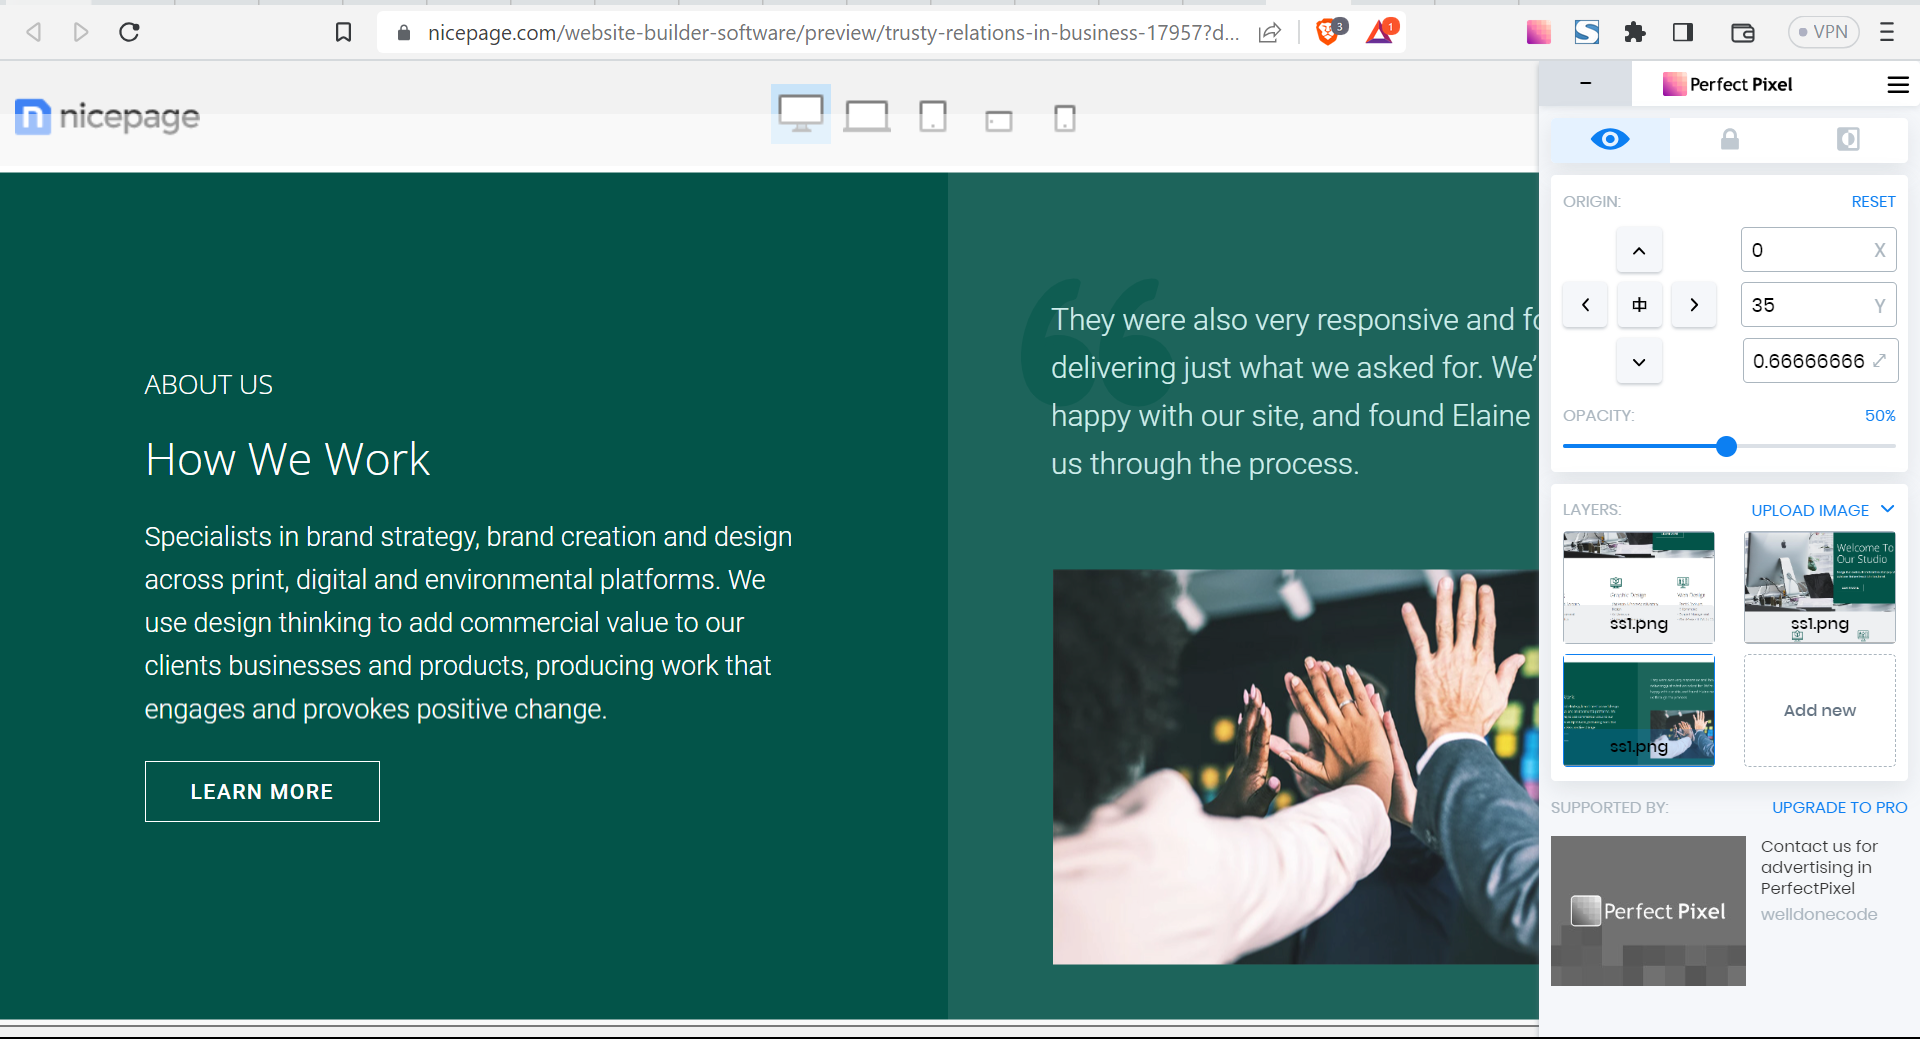 nicepage.com/website-builder-software/preview/trusty-relations-in-business-17957?d...
3
1
VPN
nicepage
Perfect Pixel
ORIGIN:
RESET
0
X
35
Y
0.66666666
OPACITY:
50%
LAYERS:
UPLOAD IMAGE
Graphic Design
Web Design
ss1.png
Welcome To
Our Studio
ss1.png
ss1.png
Add new
SUPPORTED BY:
UPGRADE TO PRO
Perfect Pixel
Contact us for
advertising in
PerfectPixel
welldonecode
ABOUT US
How We Work
Specialists in brand strategy, brand creation and design
across print, digital and environmental platforms. We
use design thinking to add commercial value to our
clients businesses and products, producing work that
engages and provokes positive change.
LEARN MORE
They were also very responsive and fo
delivering just what we asked for. We'
happy with our site, and found Elaine
us through the process.